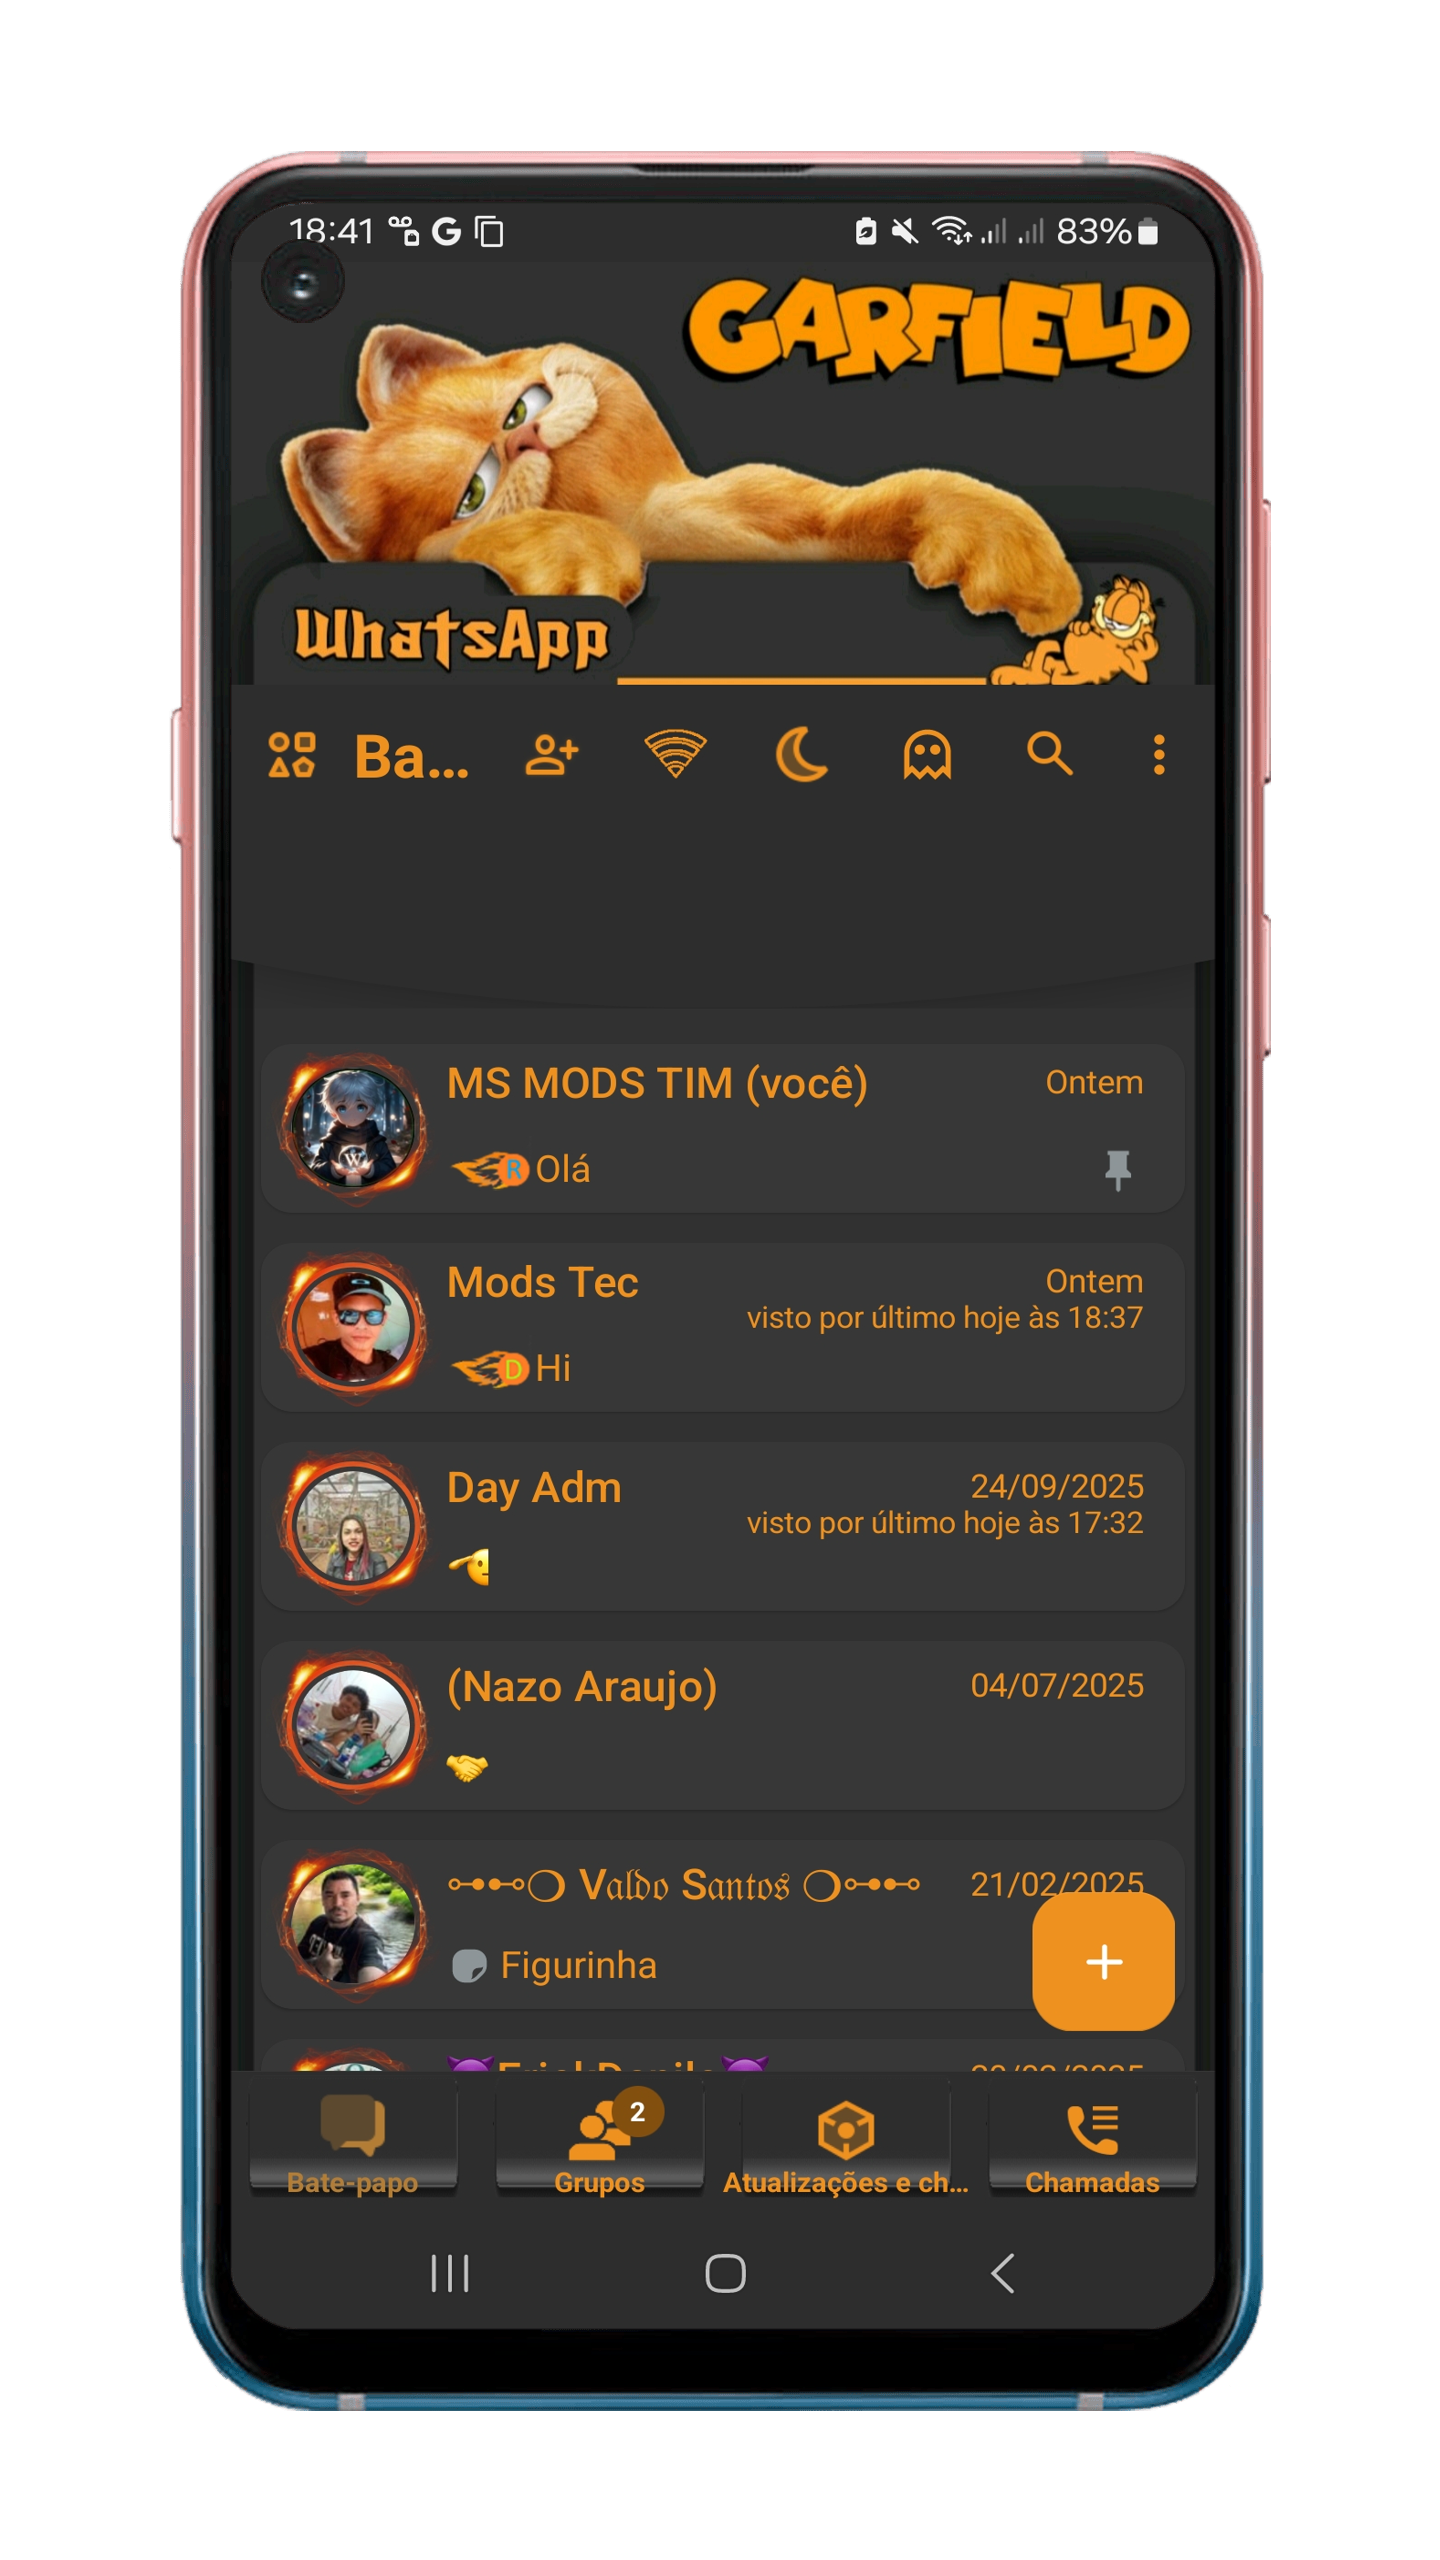 18:41 83%
GARFIELD
WhatsApp
Ba...
MS MODS TIM (você) Ontem
R Olá
Mods Tec Ontem
visto por último hoje às 18:37
D Hi
Day Adm 24/09/2025
visto por último hoje às 17:32
(Nazo Araujo) 04/07/2025
V𝔞𝔩𝔡𝔬 S𝔞𝔫𝔱𝔬𝔰 21/02/2025
Figurinha
2
Bate-papo Grupos Atualizações e ch... Chamadas